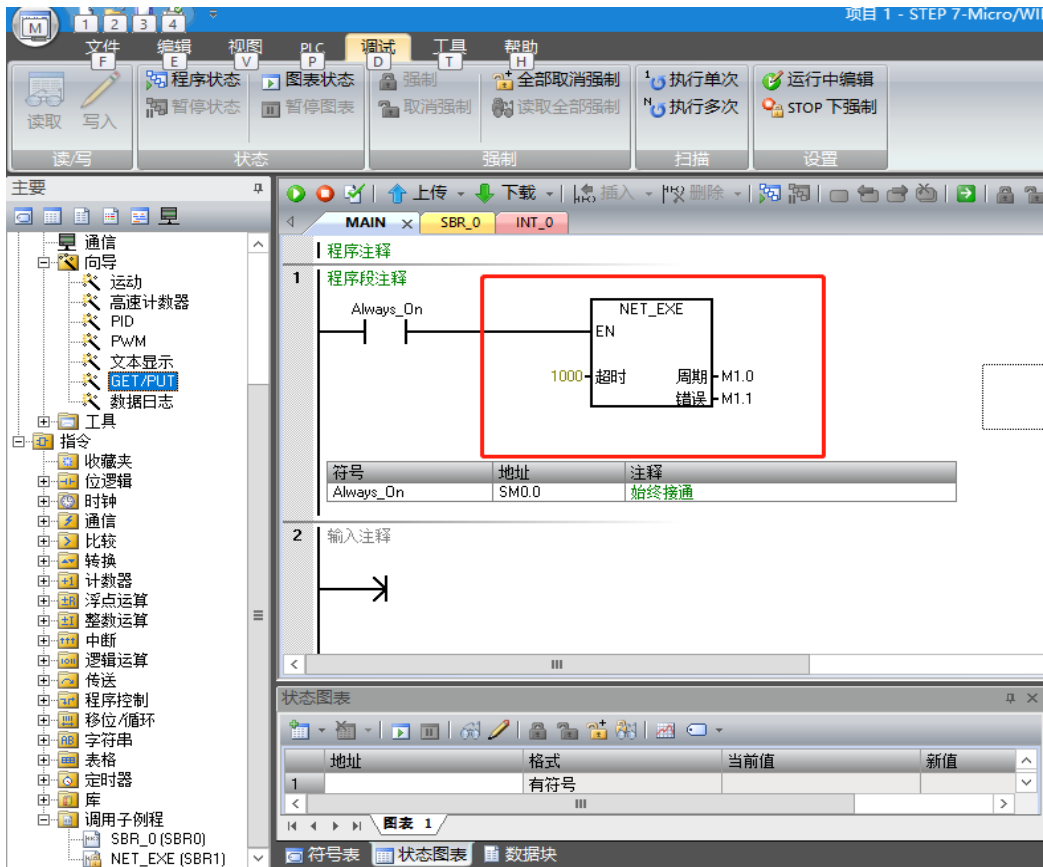 项目 1 - STEP 7-Micro/WI
M 1 2 3 4
文件 编辑 视图 PLC 调试 工具 帮助
F E V P D T H
程序状态 图表状态 强制 全部取消强制 1 执行单次 运行中编辑
读取 写入 暂停状态 暂停图表 取消强制 读取全部强制 N 执行多次 STOP 下强制
读/写 状态 强制 扫描 设置
主要
上传 下载 插入 删除
MAIN SBR_0 INT_0
通信
向导
运动
高速计数器
PID
PWM
文本显示
GET/PUT
数据日志
工具
指令
收藏夹
位逻辑
时钟
通信
比较
转换
计数器
浮点运算
整数运算
中断
逻辑运算
传送
程序控制
移位/循环
字符串
表格
定时器
库
调用子例程
SBR_0 (SBR0)
NET_EXE (SBR1)
程序注释
1 程序段注释
Always_On NET_EXE
EN
1000 超时 周期 M1.0
错误 M1.1
符号 地址 注释
Always_On SM0.0 始终接通
2 输入注释
状态图表
地址 格式 当前值 新值
1 有符号
图表 1
符号表 状态图表 数据块